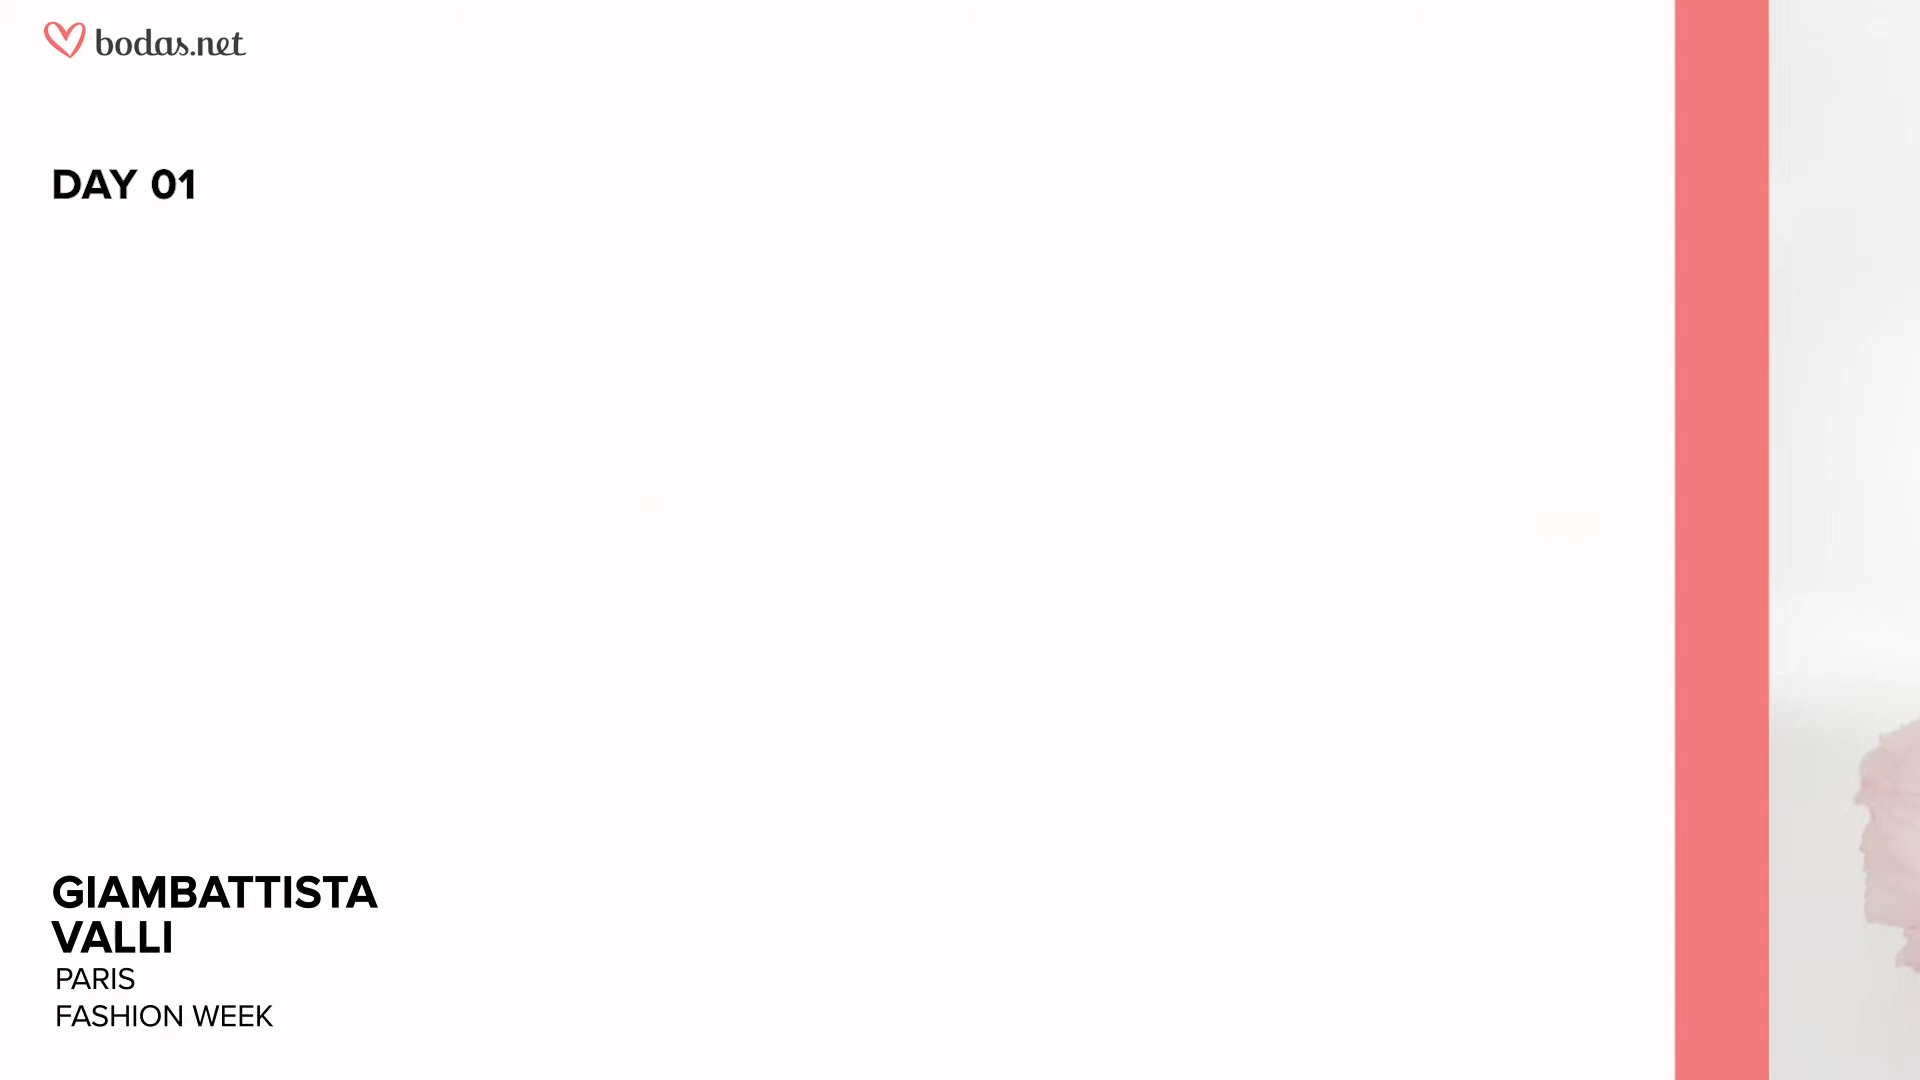 bodas.net
DAY 01
GIAMBATTISTA
VALLI
PARIS
FASHION WEEK